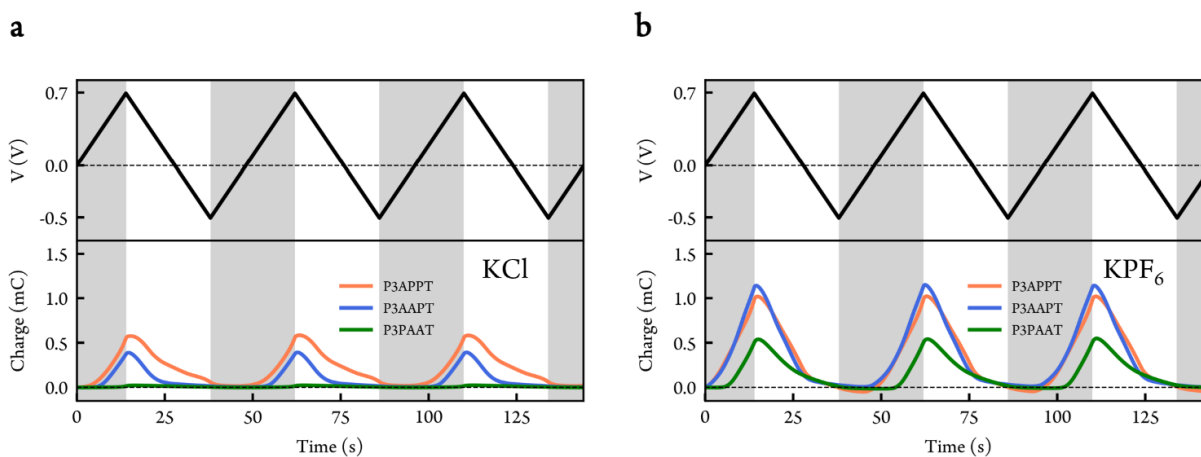 a
V (V)
0.7
0.0
-0.5
Charge (mC)
1.5
1.0
0.5
0.0
KCl
P3APPT
P3AAPT
P3PAAT
0 25 50 75 100 125
Time (s)
b
V (V)
0.7
0.0
-0.5
Charge (mC)
1.5
1.0
0.5
0.0
KPF₆
P3APPT
P3AAPT
P3PAAT
0 25 50 75 100 125
Time (s)